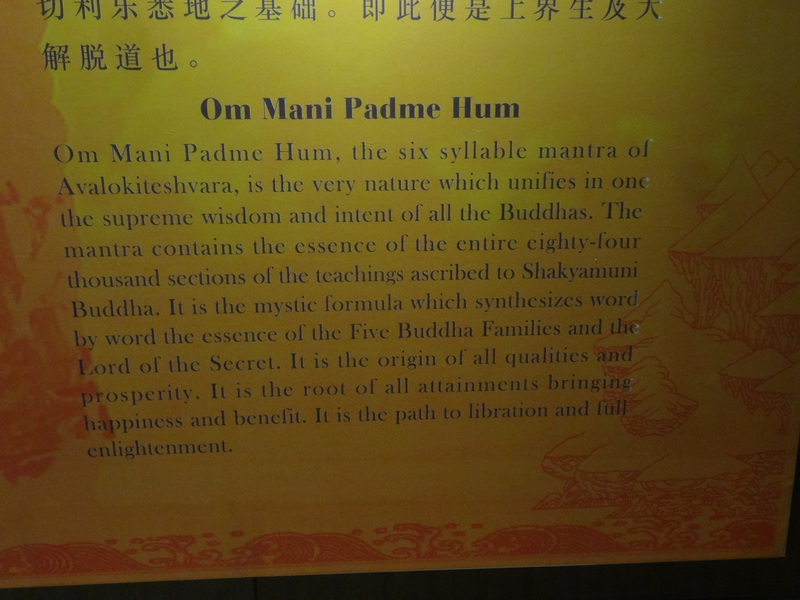 切利乐悉地之基础。即此便是上界生及大
解脱道也。
Om Mani Padme Hum
Om Mani Padme Hum, the six syllable mantra of
Avalokiteshvara, is the very nature which unifies in one
the supreme wisdom and intent of all the Buddhas. The
mantra contains the essence of the entire eighty-four
thousand sections of the teachings ascribed to Shakyamuni
Buddha. It is the mystic formula which synthesizes word
by word the essence of the Five Buddha Families and the
Lord of the Secret. It is the origin of all qualities and
prosperity. It is the root of all attainments bringing
happiness and benefit. It is the path to libration and full
enlightenment.